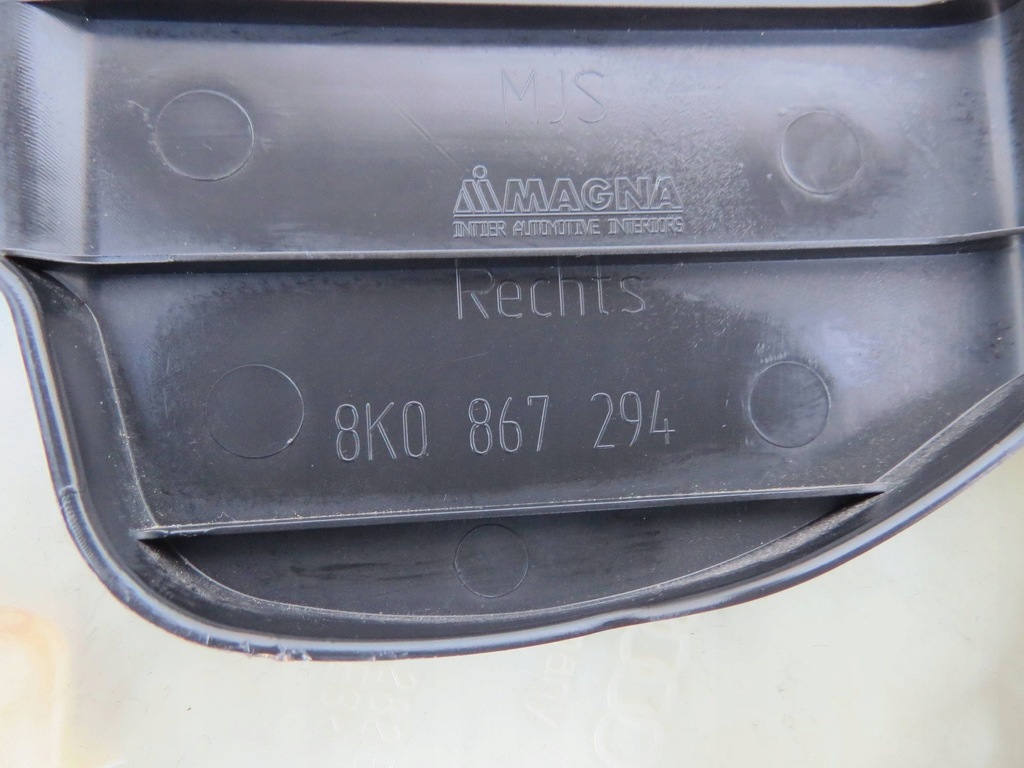 MJS
MAGNA
INTIER AUTOMOTIVE INTERIORS
Rechts
8K0 867 294